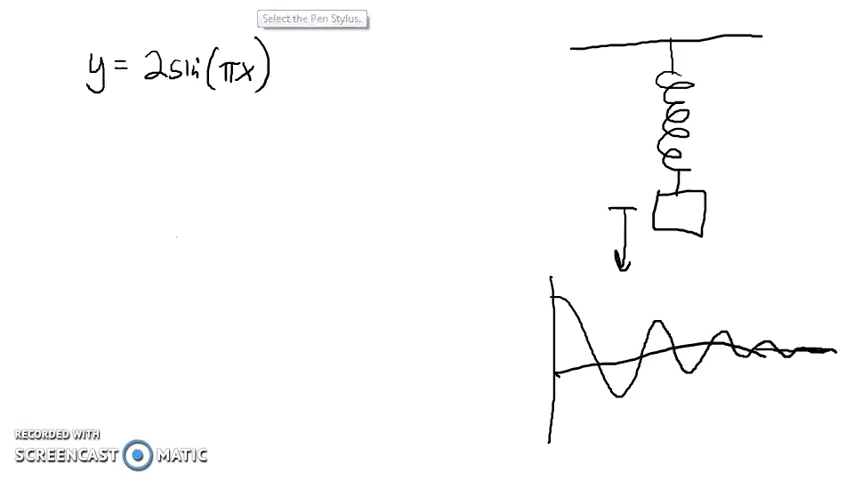 Select the Pen Stylus.
y = 2sin(πx)
RECORDED WITH
SCREENCAST MATIC